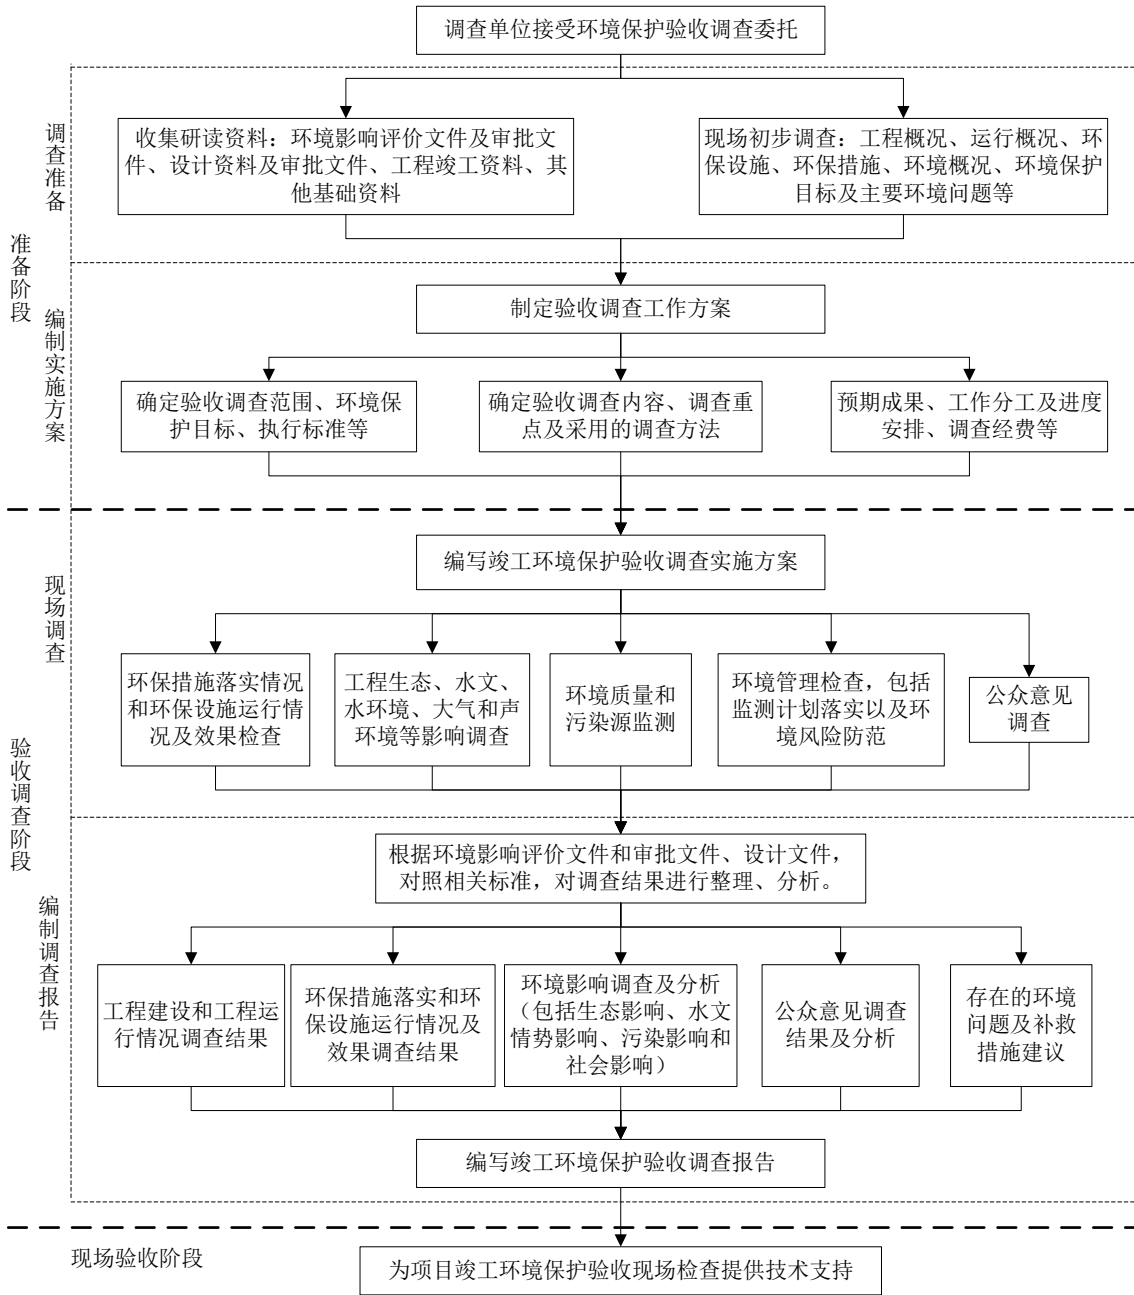 调查单位接受环境保护验收调查委托
调查准备
收集研读资料：环境影响评价文件及审批文
件、设计资料及审批文件、工程竣工资料、其
他基础资料
现场初步调查：工程概况、运行概况、环
保设施、环保措施、环境概况、环境保护
目标及主要环境问题等
准备阶段
编制实施方案
制定验收调查工作方案
确定验收调查范围、环境保
护目标、执行标准等
确定验收调查内容、调查重
点及采用的调查方法
预期成果、工作分工及进度
安排、调查经费等
编写竣工环境保护验收调查实施方案
现场调查
环保措施落实情况
和环保设施运行情
况及效果检查
工程生态、水文、
水环境、大气和声
环境等影响调查
环境质量和
污染源监测
环境管理检查，包括
监测计划落实以及环
境风险防范
公众意见
调查
验收调查阶段
根据环境影响评价文件和审批文件、设计文件，
对照相关标准，对调查结果进行整理、分析。
编制调查报告
工程建设和工程运
行情况调查结果
环保措施落实和环
保设施运行情况及
效果调查结果
环境影响调查及分析
（包括生态影响、水文
情势影响、污染影响和
社会影响）
公众意见调查
结果及分析
存在的环境
问题及补救
措施建议
编写竣工环境保护验收调查报告
现场验收阶段
为项目竣工环境保护验收现场检查提供技术支持